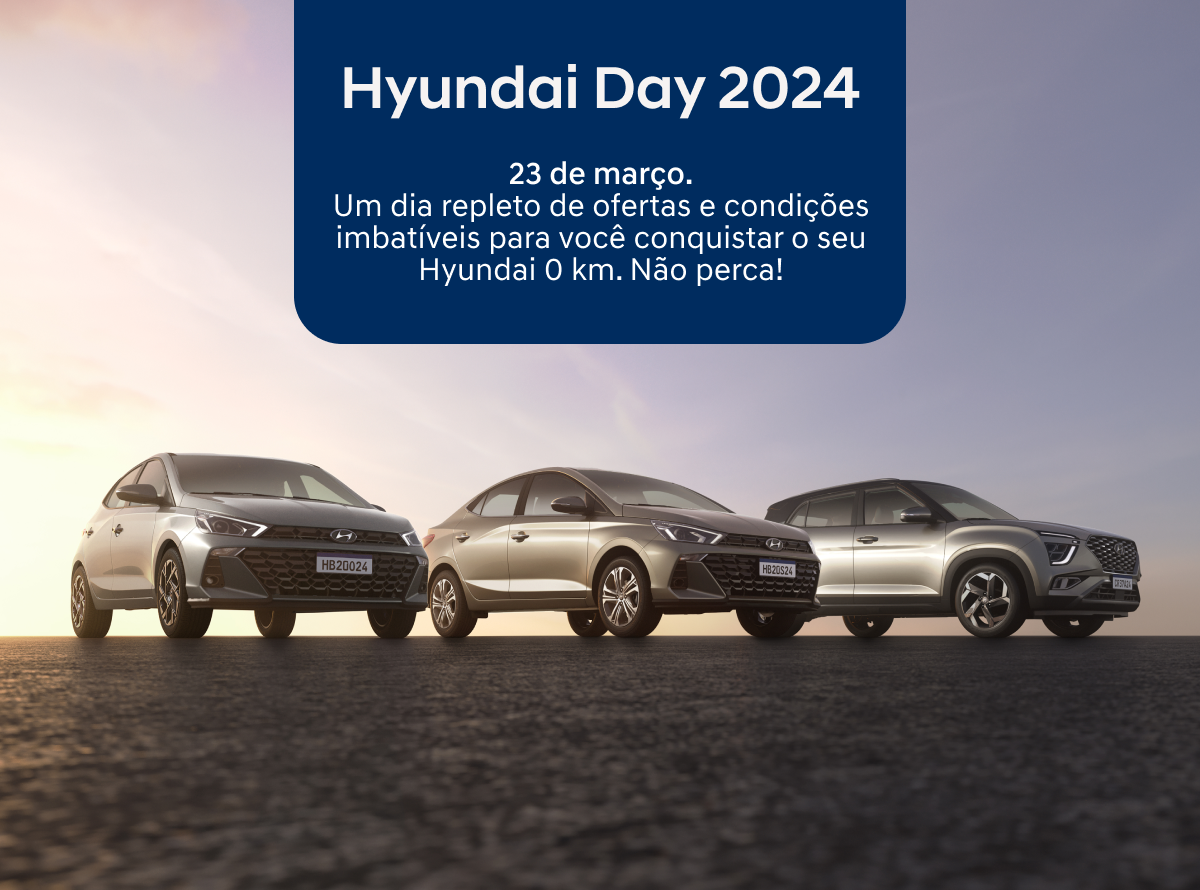 Hyundai Day 2024
23 de março.
Um dia repleto de ofertas e condições
imbatíveis para você conquistar o seu
Hyundai 0 km. Não perca!
HB20024
HB20S24